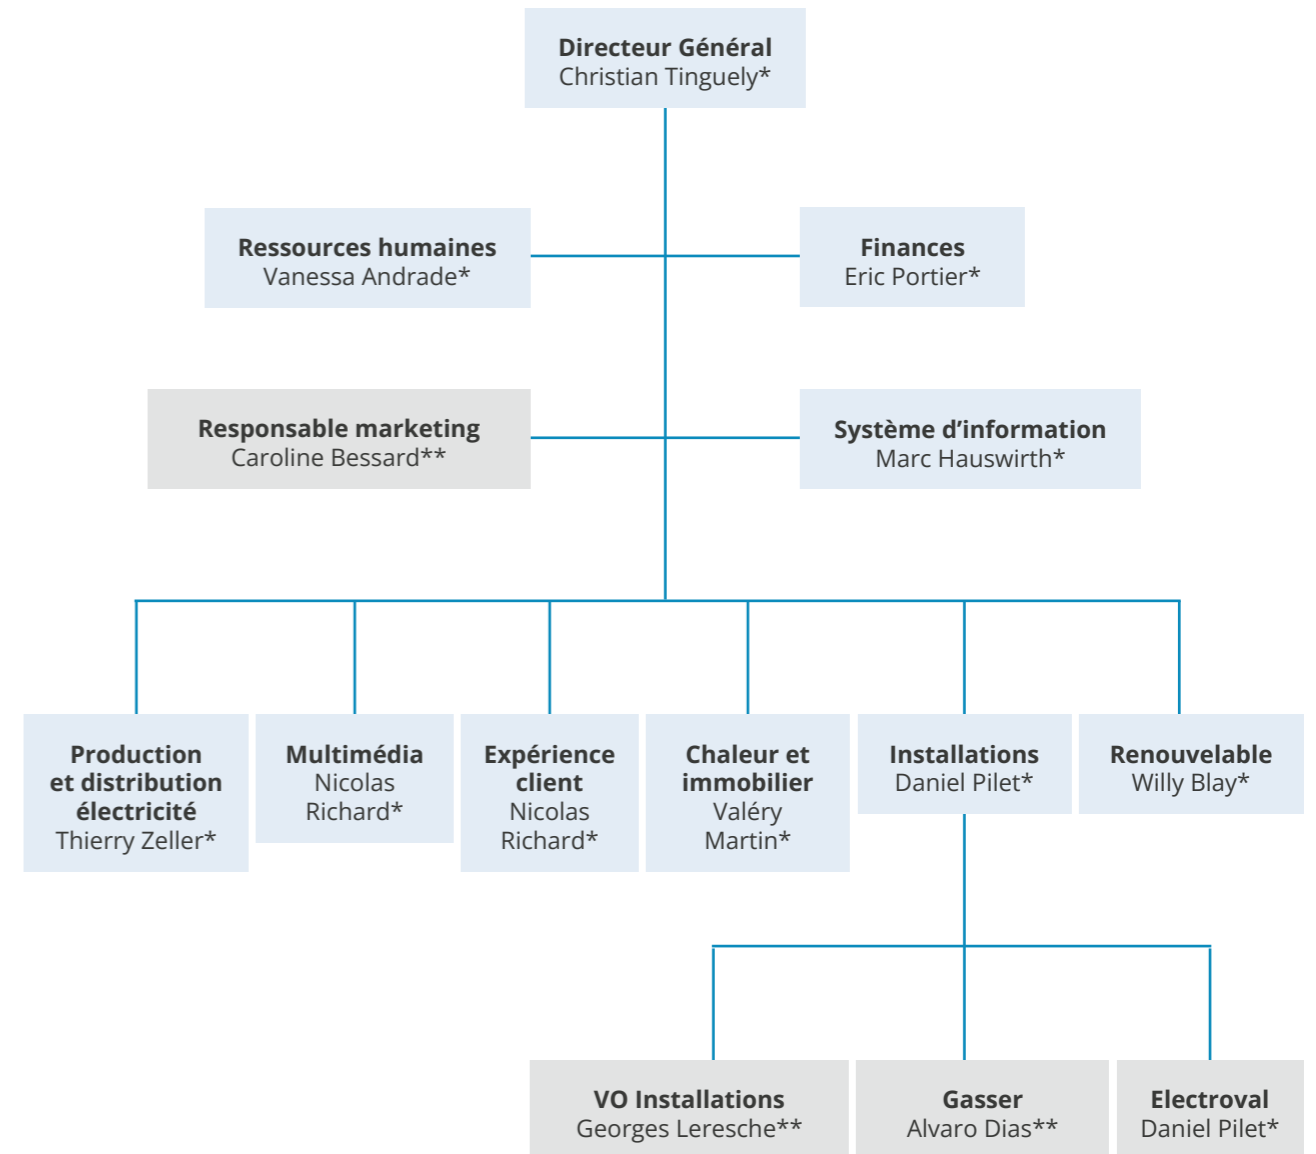 Directeur Général
Christian Tinguely*
Ressources humaines
Vanessa Andrade*
Finances
Eric Portier*
Responsable marketing
Caroline Bessard**
Système d’information
Marc Hauswirth*
Production
et distribution
électricité
Thierry Zeller*
Multimédia
Nicolas
Richard*
Expérience
client
Nicolas
Richard*
Chaleur et
immobilier
Valéry
Martin*
Installations
Daniel Pilet*
Renouvelable
Willy Blay*
VO Installations
Georges Leresche**
Gasser
Alvaro Dias**
Electroval
Daniel Pilet*